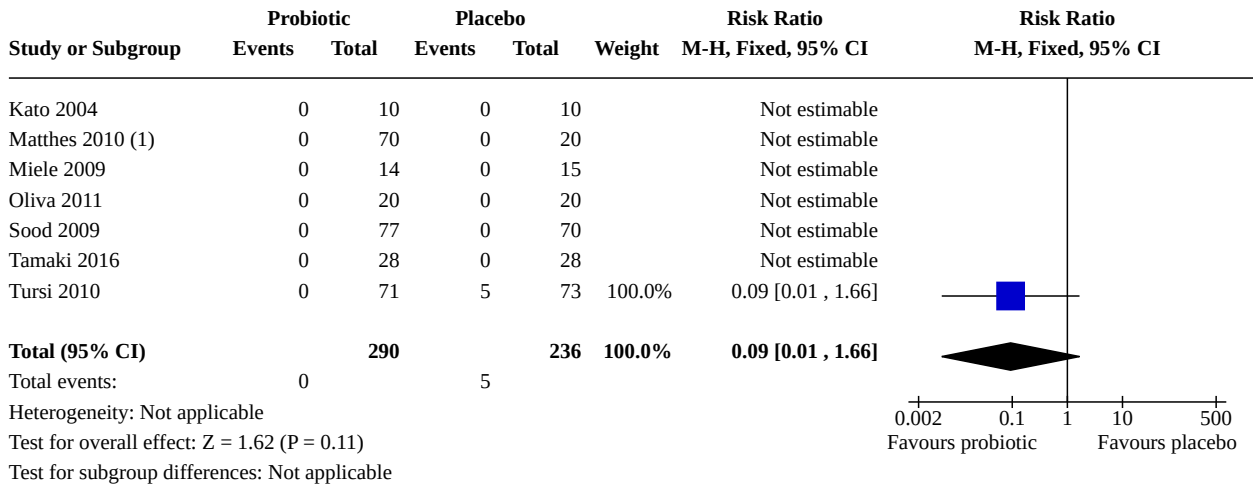 Probiotic Placebo Risk Ratio Risk Ratio
Study or Subgroup Events Total Events Total Weight M-H, Fixed, 95% CI M-H, Fixed, 95% CI
Kato 2004 0 10 0 10 Not estimable
Matthes 2010 (1) 0 70 0 20 Not estimable
Miele 2009 0 14 0 15 Not estimable
Oliva 2011 0 20 0 20 Not estimable
Sood 2009 0 77 0 70 Not estimable
Tamaki 2016 0 28 0 28 Not estimable
Tursi 2010 0 71 5 73 100.0% 0.09 [0.01 , 1.66]
Total (95% CI) 290 236 100.0% 0.09 [0.01 , 1.66]
Total events: 0 5
Heterogeneity: Not applicable
Test for overall effect: Z = 1.62 (P = 0.11)
Test for subgroup differences: Not applicable
0.002 0.1 1 10 500
Favours probiotic Favours placebo